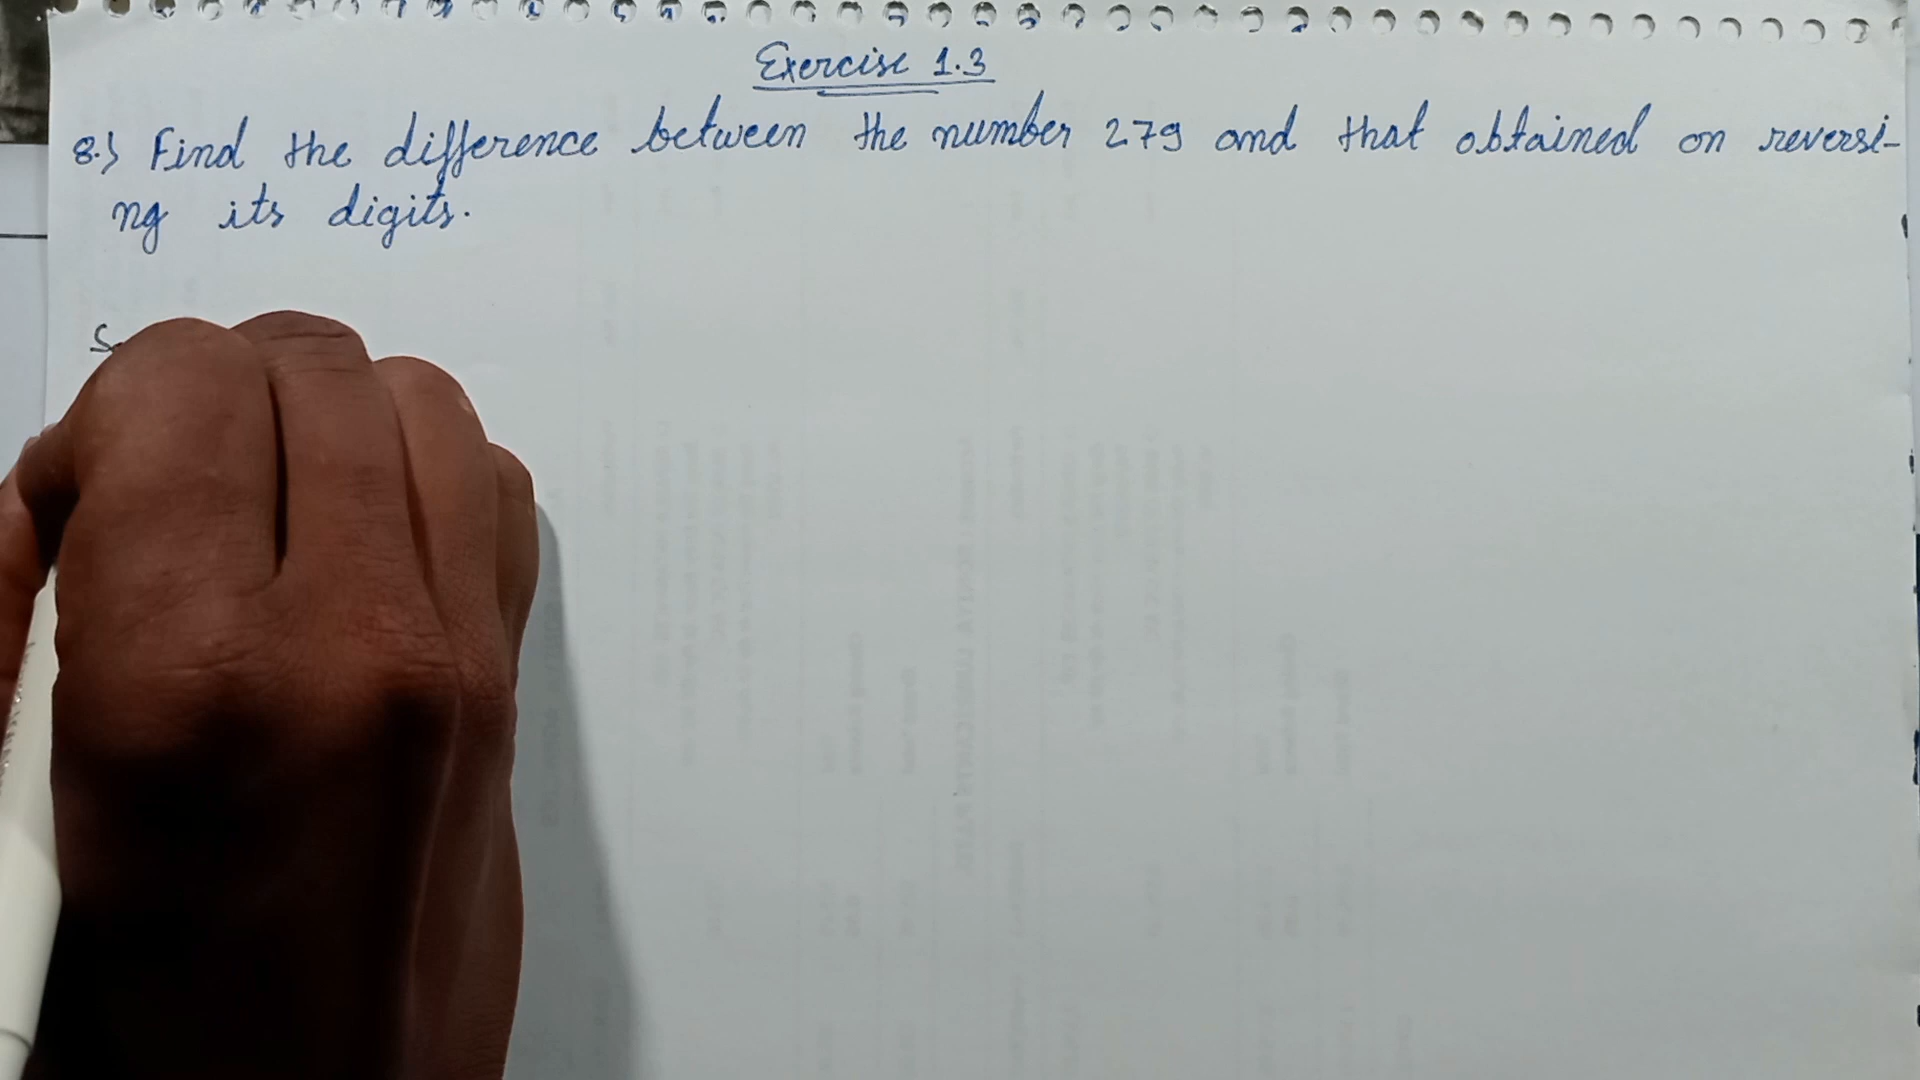 Exercise 1.3
8.> Find the difference between the number 279 and that obtained on reversi-
ng its digits.